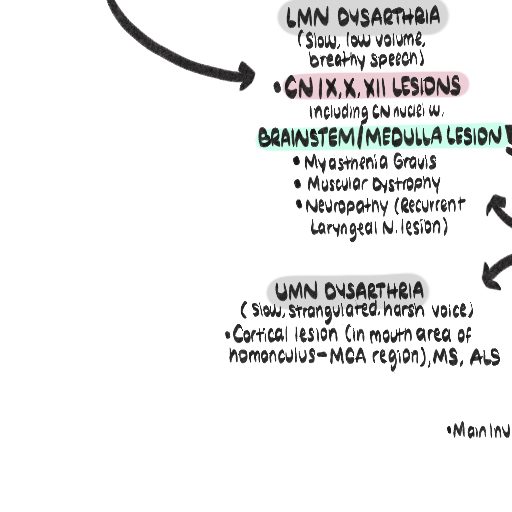 LMN DYSARTHRIA
(Slow, low volume,
breathy speech)
• CN IX, X, XII LESIONS
Including CN nuclei w.
BRAINSTEM/MEDULLA LESION
• Myasthenia Gravis
• Muscular Dystrophy
• Neuropathy (Recurrent
Laryngeal N. lesion)
UMN DYSARTHRIA
(Slow, strangulated, harsh voice)
• Cortical lesion (in mouth area of
homonculus-MCA region), MS, ALS
• Main Inv